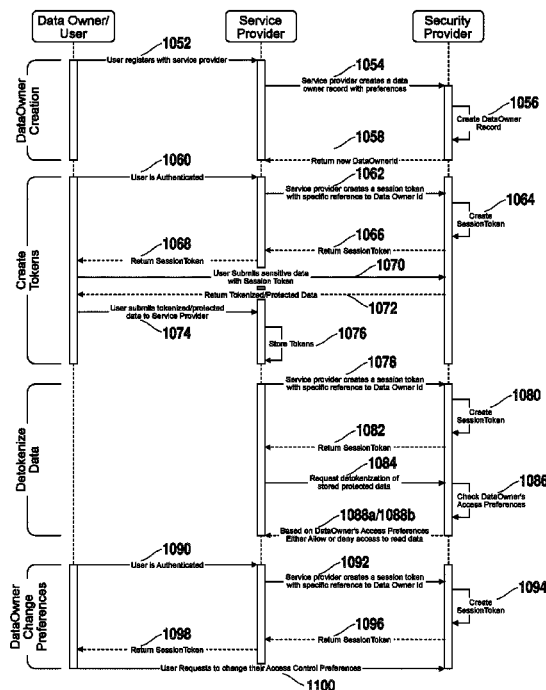 Data Owner/
User
Service
Provider
Security
Provider
DataOwner
Creation
1052
User registers with service provider
1054
Service provider creates a data
owner record with preferences
1056
Create DataOwner
Record
1058
Return new DataOwnerId
Create
Tokens
1060
User is Authenticated
1062
Service provider creates a session token
with specific reference to Data Owner Id
1064
Create
SessionToken
1066
Return SessionToken
1068
Return SessionToken
User Submits sensitive data
with Session Token
1070
Return Tokenized/Protected Data
1072
User submits tokenized/protected
data to Service Provider
1074
1076
Store Tokens
Detokenize
Data
1078
Service provider creates a session token
with specific reference to Data Owner Id
1080
Create
SessionToken
1082
Return SessionToken
1084
Request detokenization of
stored protected data
1086
Check DataOwner's
Access Preferences
1088a/1088b
Based on DataOwner's Access Preferences
Either Allow or deny access to read data
DataOwner
Change
Preferences
1090
User is Authenticated
1092
Service provider creates a session token
with specific reference to Data Owner Id
1094
Create
SessionToken
1096
Return SessionToken
1098
Return SessionToken
User Requests to change their Access Control Preferences
1100